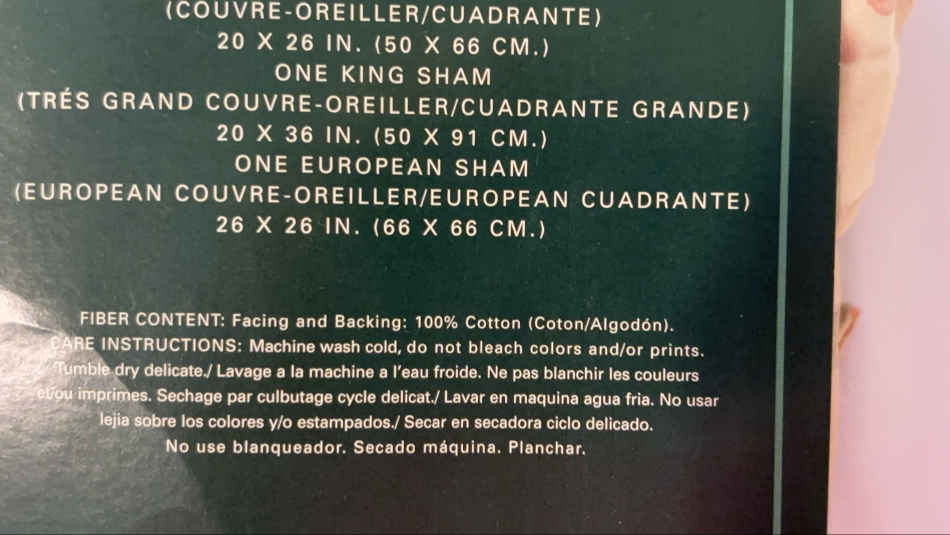 (COUVRE-OREILLER/CUADRANTE)
20 X 26 IN. (50 X 66 CM.)
ONE KING SHAM
(TRÉS GRAND COUVRE-OREILLER/CUADRANTE GRANDE)
20 X 36 IN. (50 X 91 CM.)
ONE EUROPEAN SHAM
(EUROPEAN COUVRE-OREILLER/EUROPEAN CUADRANTE)
26 X 26 IN. (66 X 66 CM.)
FIBER CONTENT: Facing and Backing: 100% Cotton (Coton/Algodón).
CARE INSTRUCTIONS: Machine wash cold, do not bleach colors and/or prints.
Tumble dry delicate./ Lavage a la machine a l'eau froide. Ne pas blanchir les couleurs
et/ou imprimes. Sechage par culbutage cycle delicat./ Lavar en maquina agua fria. No usar
lejia sobre los colores y/o estampados./ Secar en secadora ciclo delicado.
No use blanqueador. Secado máquina. Planchar.